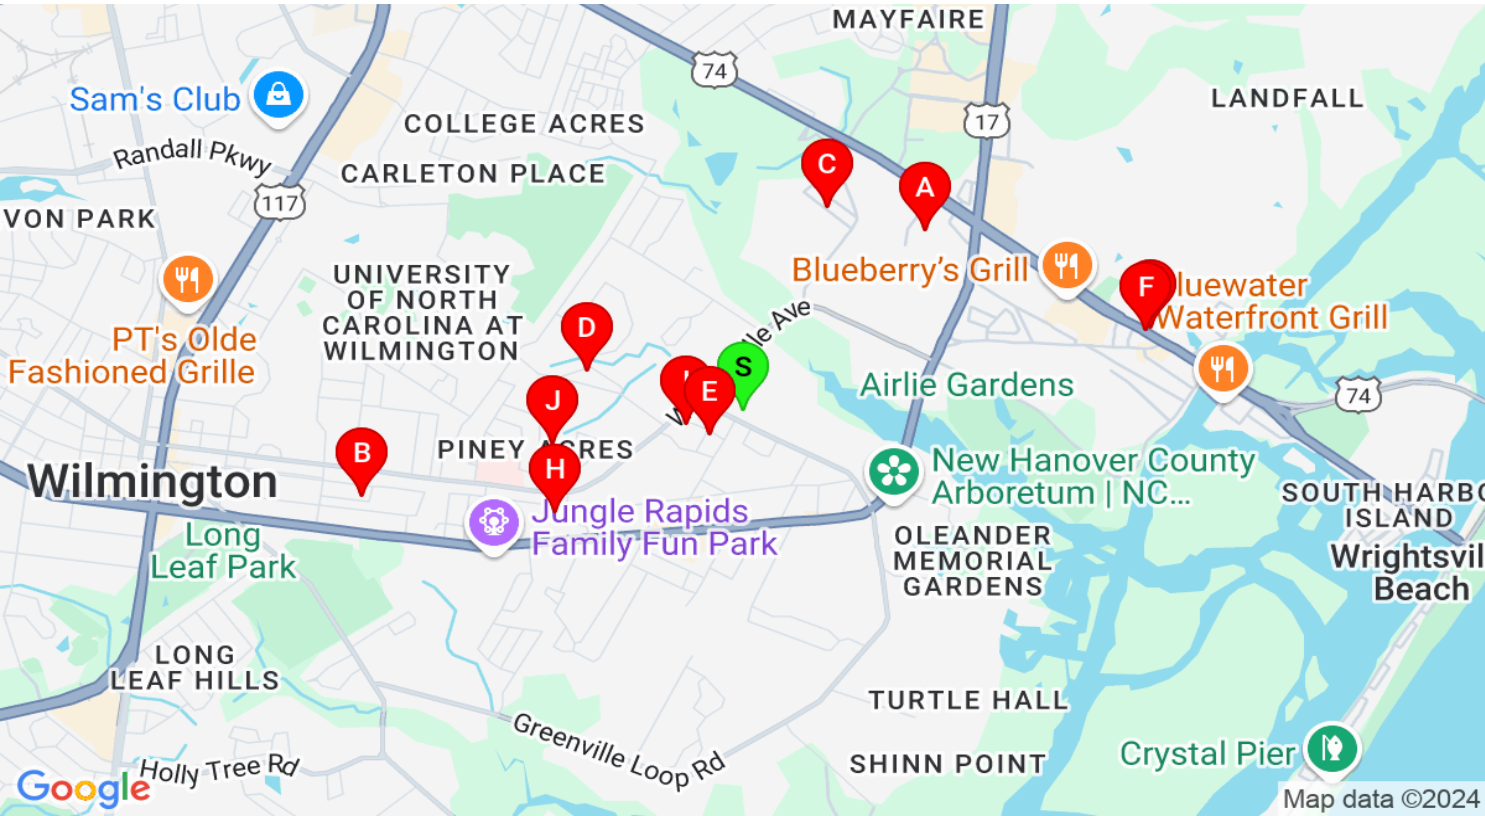 MAYFAIRE
74
Sam's Club
LANDFALL
17
COLLEGE ACRES
Randall Pkwy
C
CARLETON PLACE
A
117
VON PARK
UNIVERSITY
OF NORTH
CAROLINA AT
WILMINGTON
Blueberry's Grill
F
luewater
Waterfront Grill
PT's Olde
Fashioned Grille
D
lle Ave
S
E
W
Airlie Gardens
74
J
B
PINEY ACRES
H
Wilmington
New Hanover County
Arboretum | NC...
SOUTH HARBO
ISLAND
Jungle Rapids
Family Fun Park
Long
Leaf Park
OLEANDER
MEMORIAL
GARDENS
Wrightsvil
Beach
LONG
LEAF HILLS
TURTLE HALL
Greenville Loop Rd
Crystal Pier
SHINN POINT
Holly Tree Rd
Google
Map data ©2024